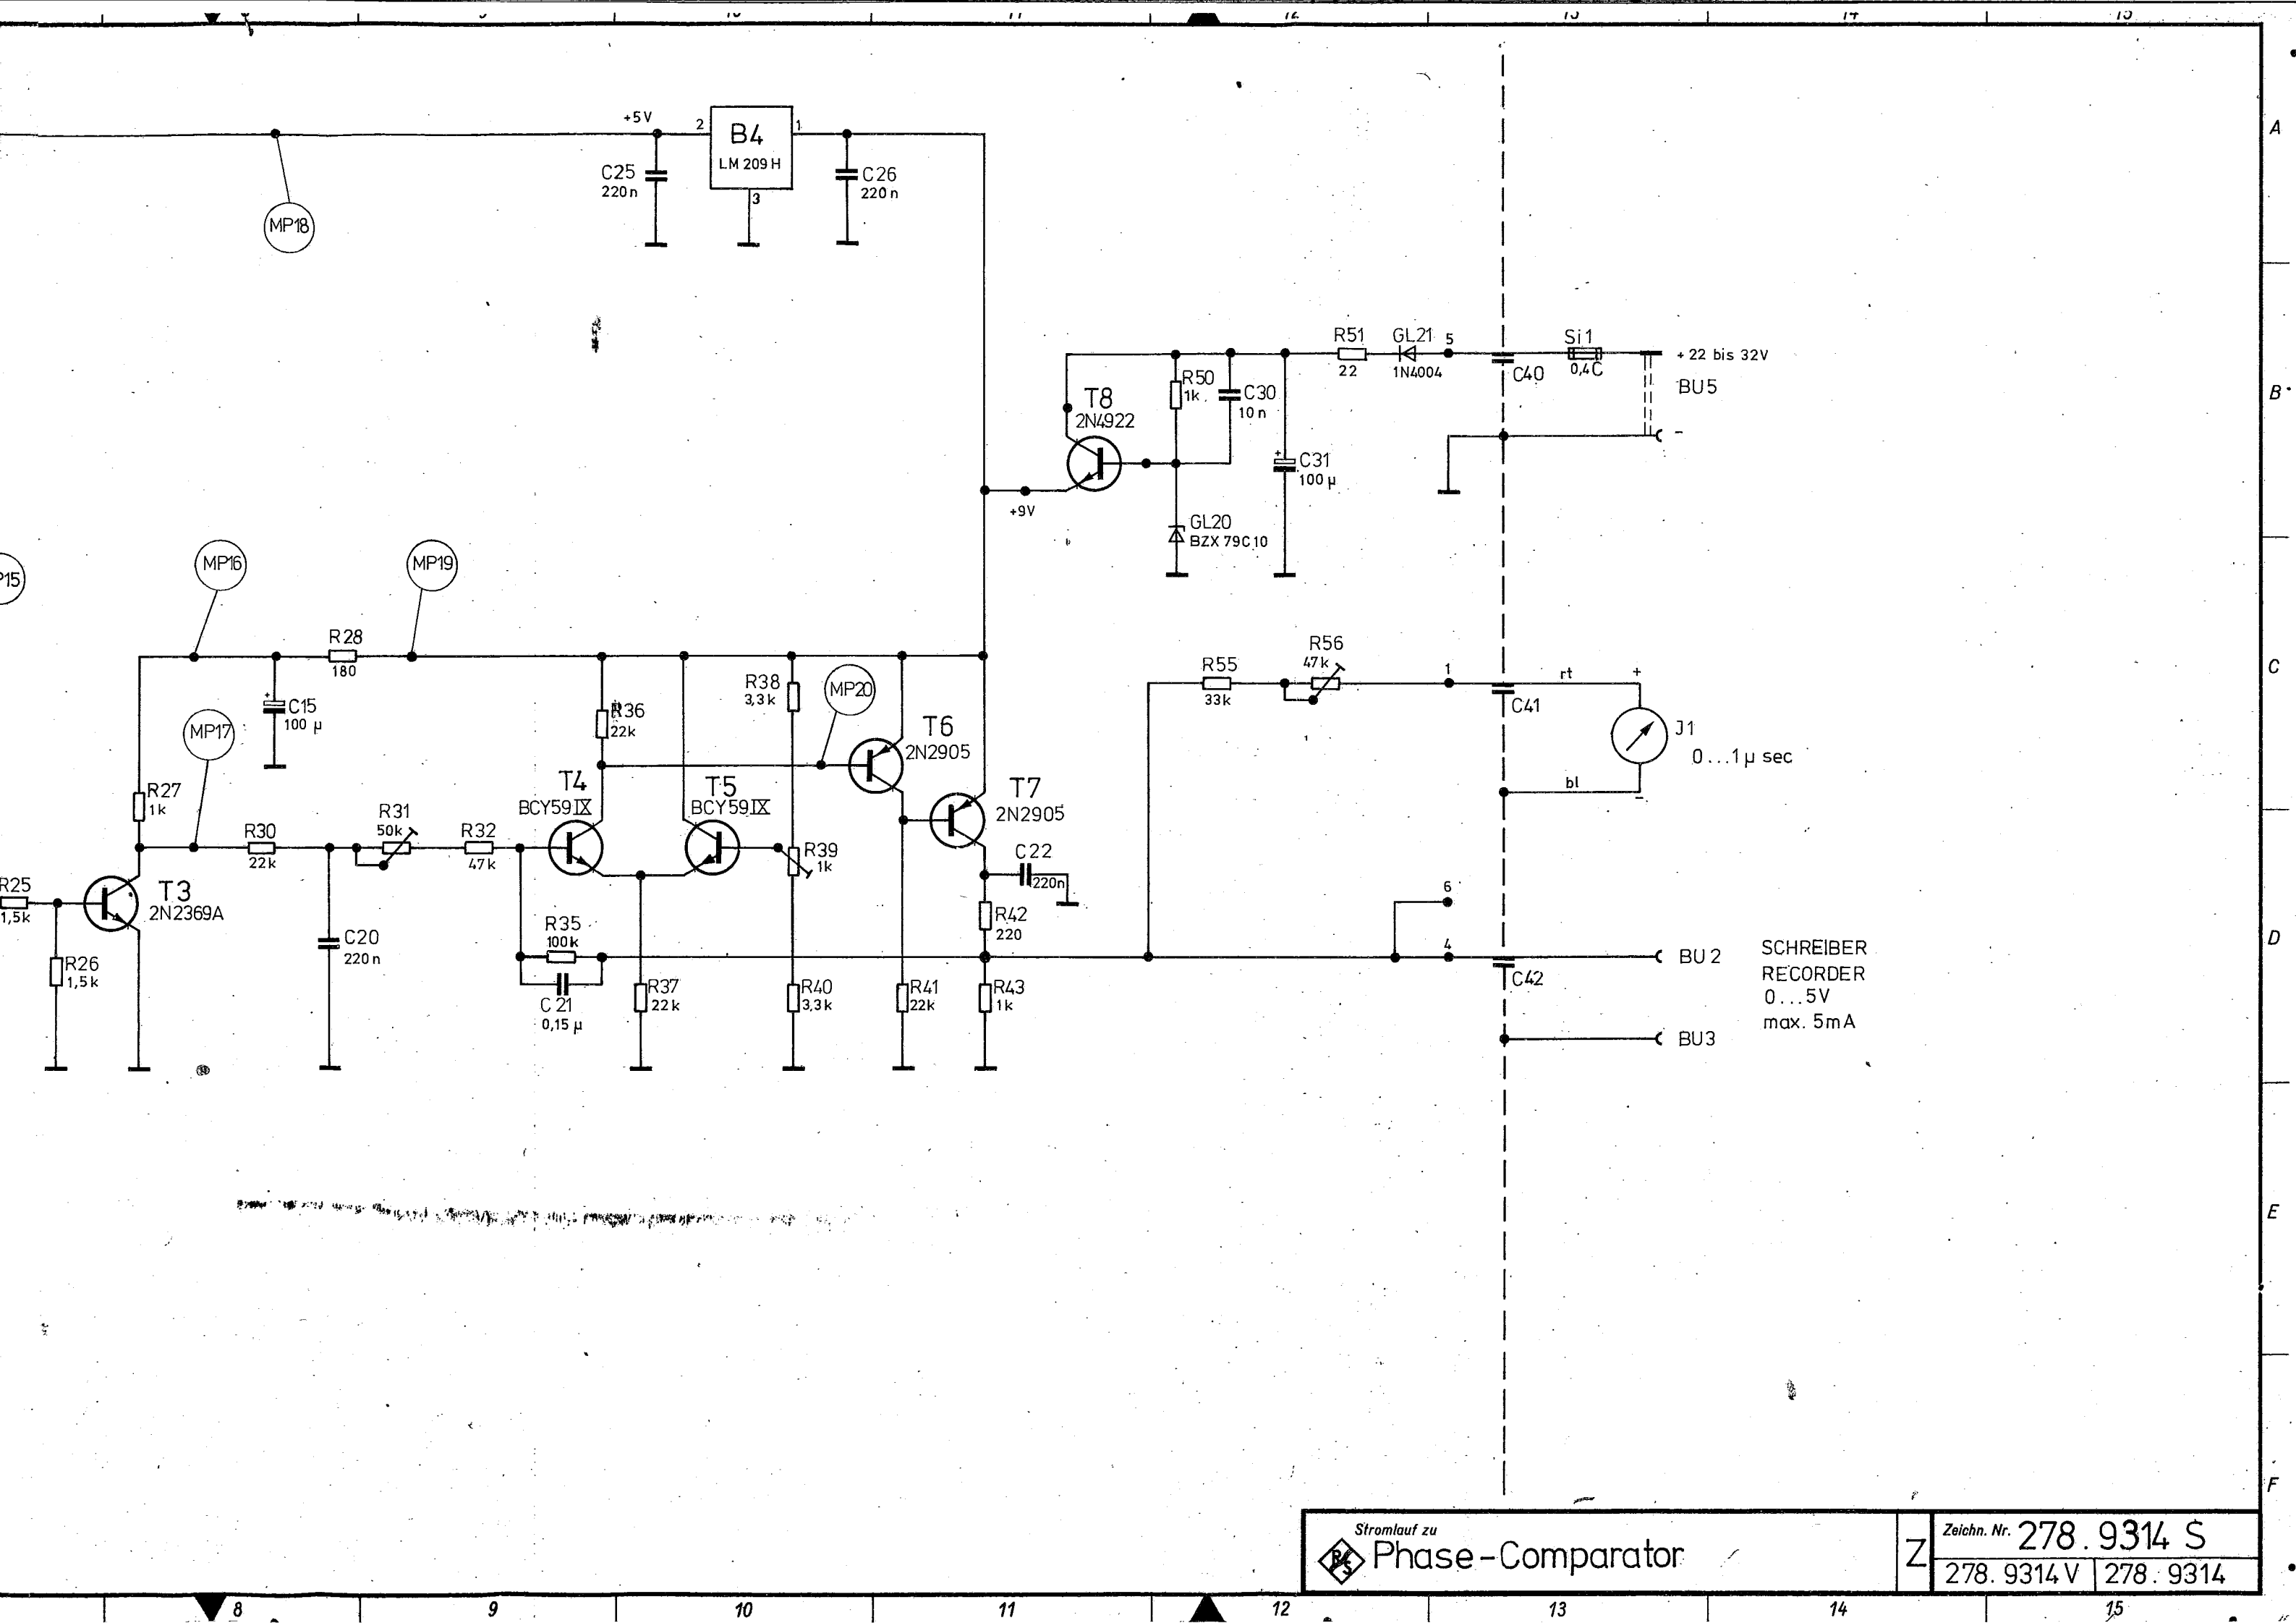 +5V
2
B4
LM 209 H
1
3
C25
220 n
C26
220 n
MP18
A
R51
22
GL21
1N4004
5
Si1
0,4C
+ 22 bis 32V
BU5
-
C40
R50
1k
C30
10 n
T8
2N4922
C31
100 µ
+
+9V
GL20
BZX 79C10
B
P15
MP16
MP19
R28
180
C15
100 µ
+
MP17
R27
1k
R38
3,3k
MP20
R36
22k
T6
2N2905
T4
BCY59 IX
T5
BCY59 IX
T7
2N2905
R55
33k
R56
47k
1
rt
+
C41
J1
0...1µ sec
bl
-
C
R30
22k
R31
50k
R32
47k
R39
1k
C22
220n
R25
1,5k
T3
2N2369A
R26
1,5k
C20
220 n
R35
100k
C 21
0,15 µ
R37
22k
R40
3,3k
R41
22k
R42
220
R43
1k
6
4
C42
BU 2
BU3
SCHREIBER
RECORDER
0...5V
max. 5mA
D
E
F
Stromlauf zu
R&S
Phase-Comparator
Z
Zeichn. Nr. 278.9314 S
278.9314 V
278.9314
8
9
10
11
12
13
14
15